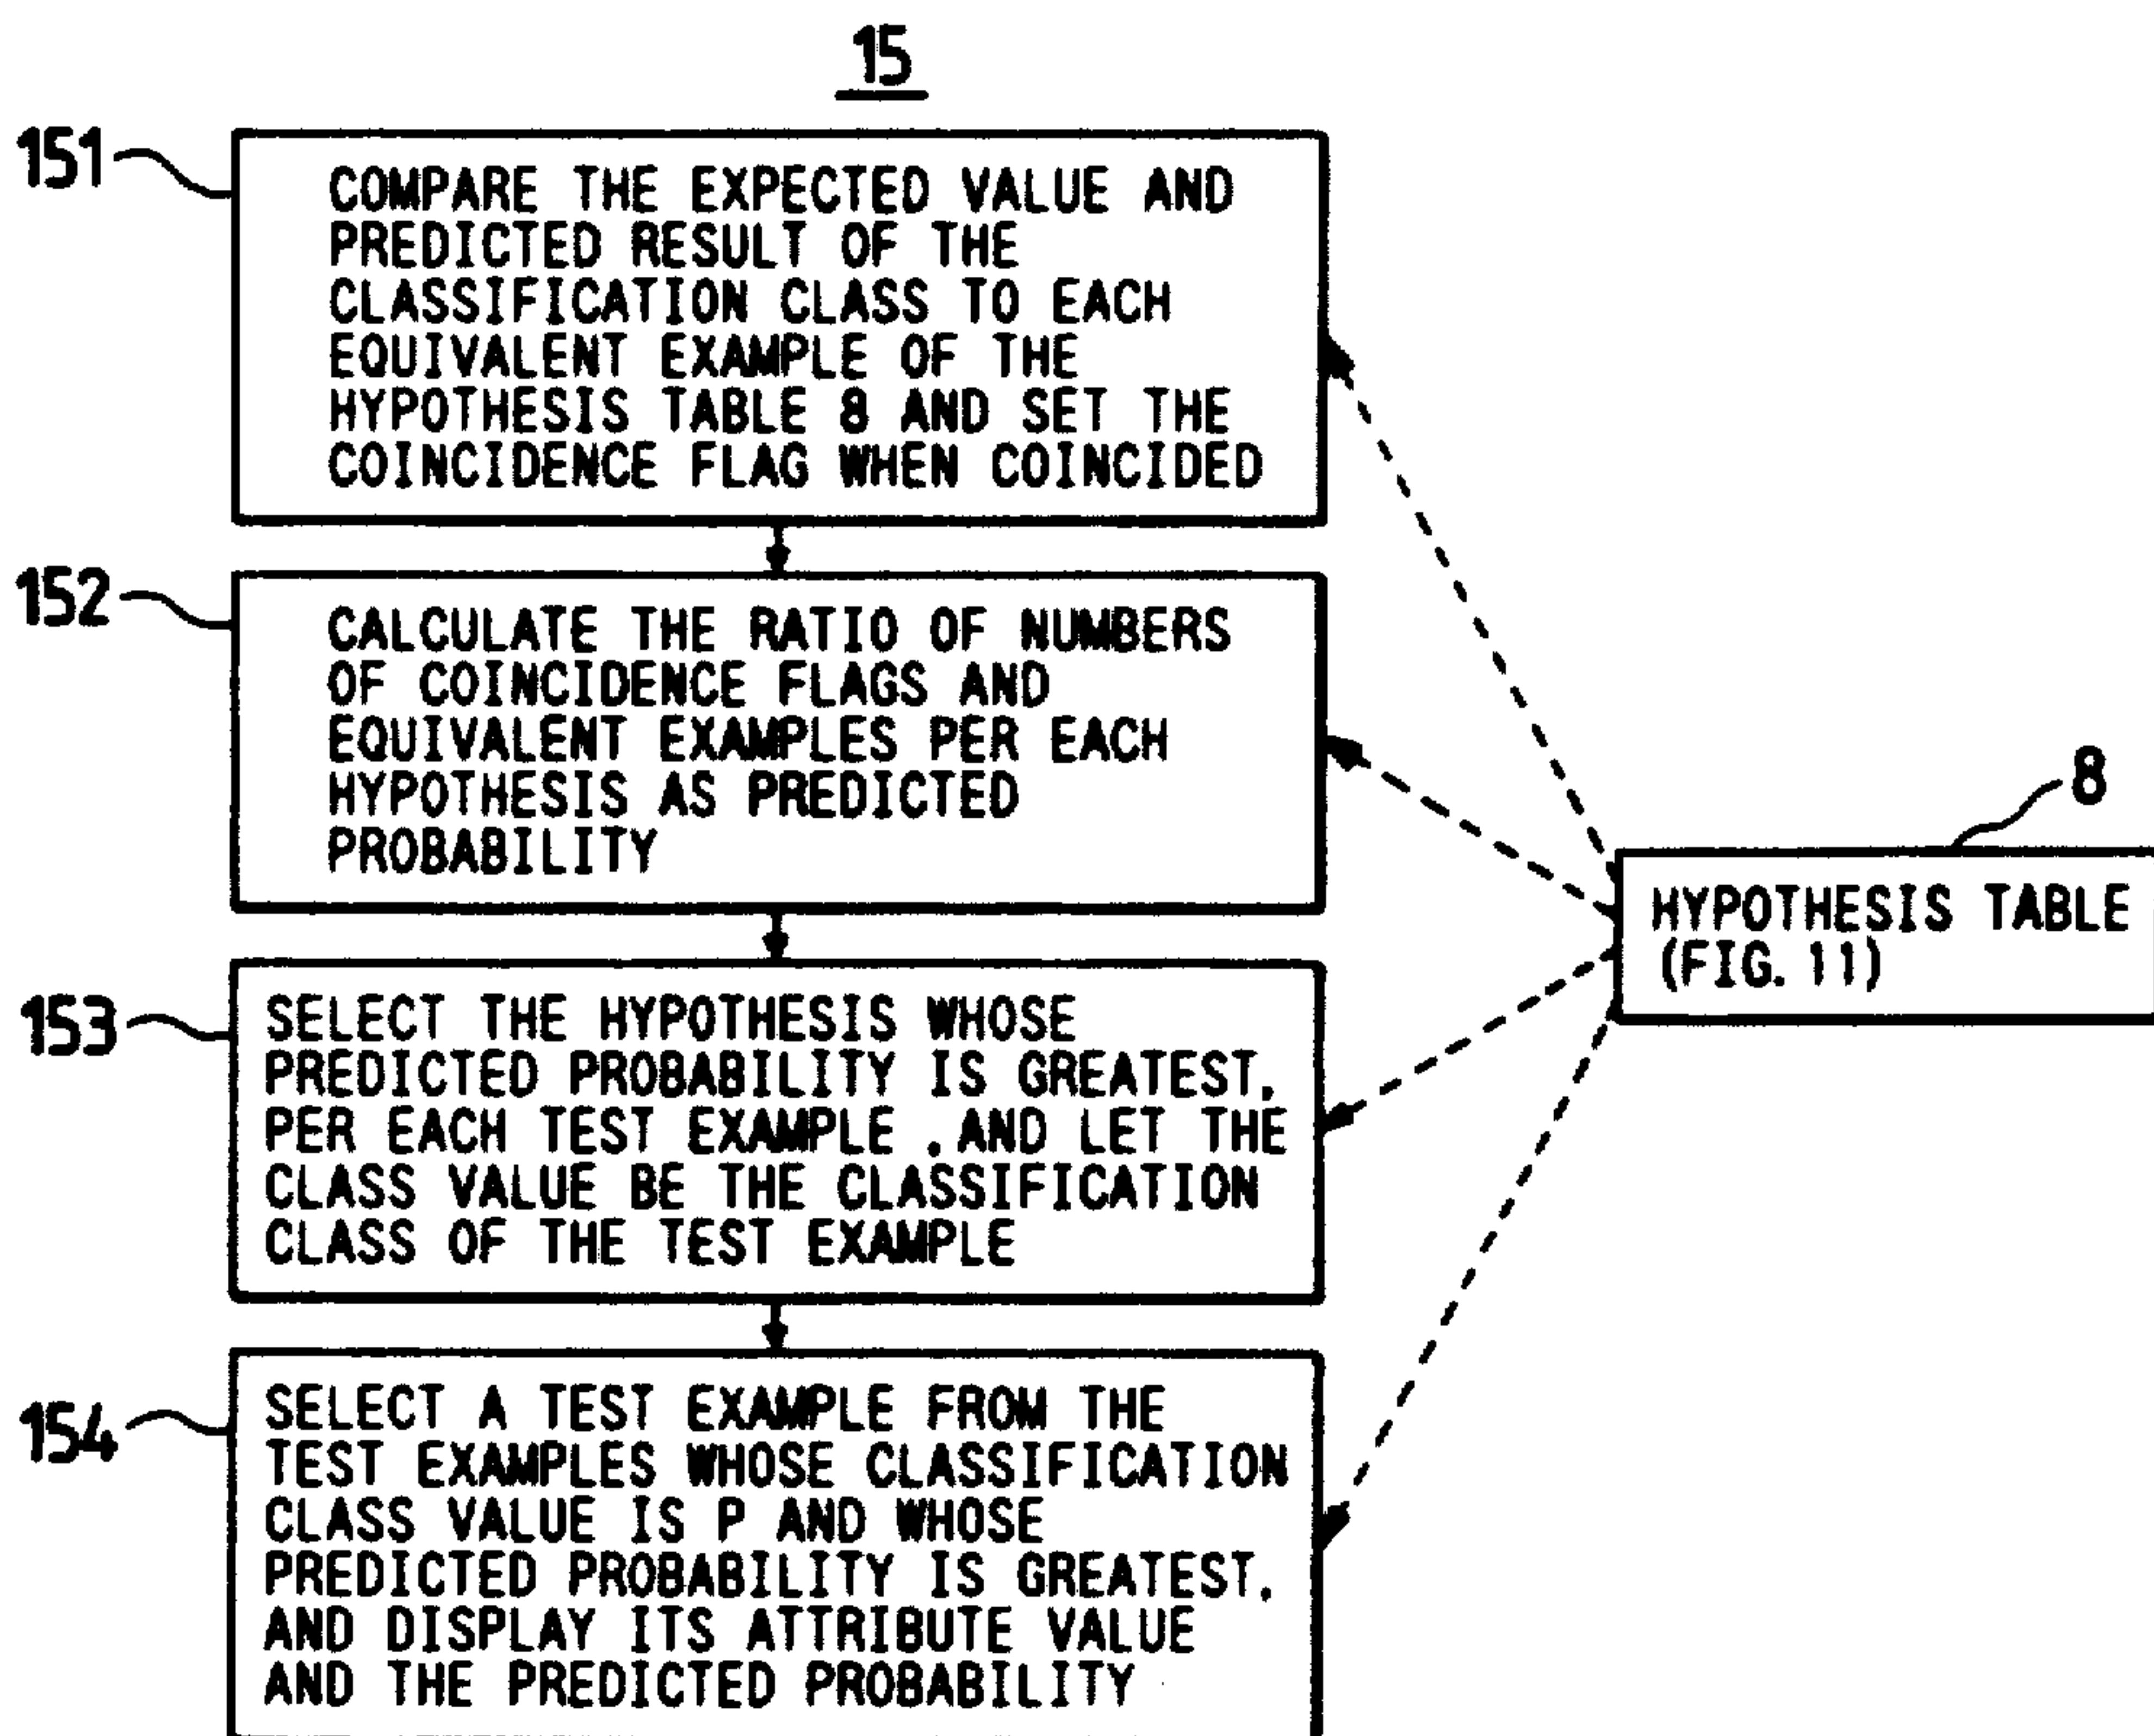 15
151
COMPARE THE EXPECTED VALUE AND
PREDICTED RESULT OF THE
CLASSIFICATION CLASS TO EACH
EQUIVALENT EXAMPLE OF THE
HYPOTHESIS TABLE 8 AND SET THE
COINCIDENCE FLAG WHEN COINCIDED
152
CALCULATE THE RATIO OF NUMBERS
OF COINCIDENCE FLAGS AND
EQUIVALENT EXAMPLES PER EACH
HYPOTHESIS AS PREDICTED
PROBABILITY
8
HYPOTHESIS TABLE
(FIG. 11)
153
SELECT THE HYPOTHESIS WHOSE
PREDICTED PROBABILITY IS GREATEST,
PER EACH TEST EXAMPLE , AND LET THE
CLASS VALUE BE THE CLASSIFICATION
CLASS OF THE TEST EXAMPLE
154
SELECT A TEST EXAMPLE FROM THE
TEST EXAMPLES WHOSE CLASSIFICATION
CLASS VALUE IS P AND WHOSE
PREDICTED PROBABILITY IS GREATEST,
AND DISPLAY ITS ATTRIBUTE VALUE
AND THE PREDICTED PROBABILITY